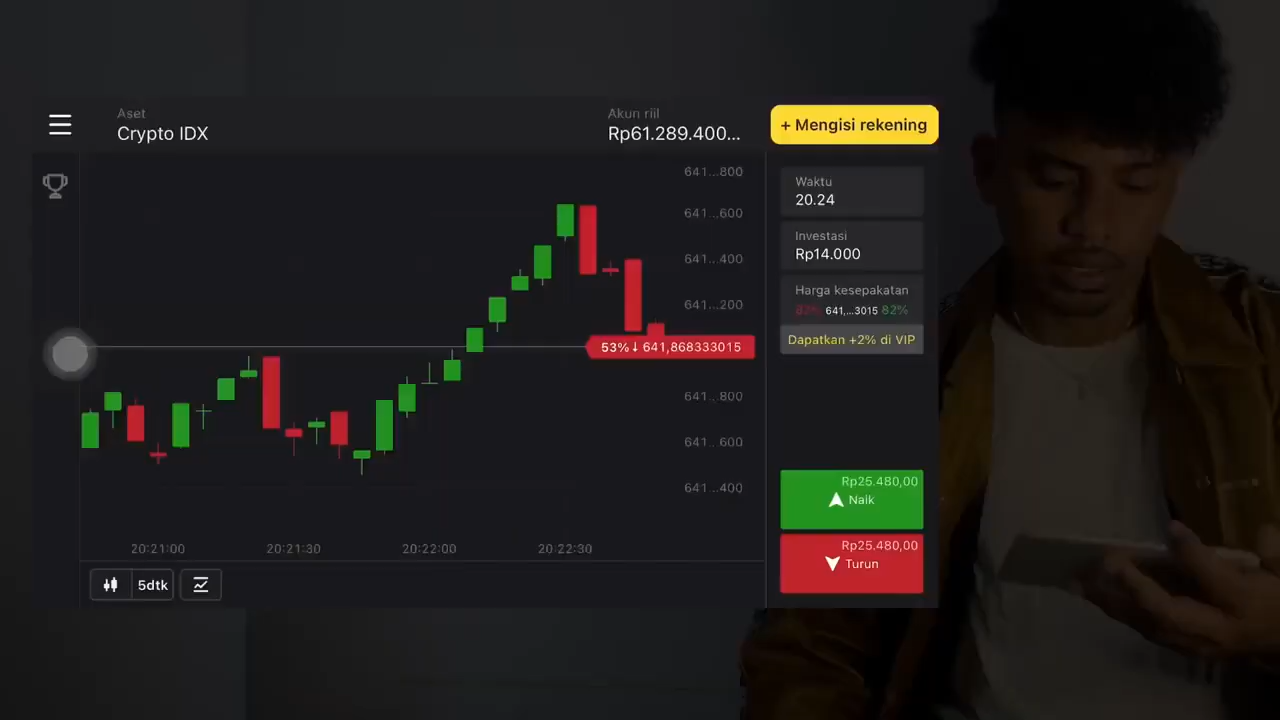 Aset
Crypto IDX
Akun riil
Rp61.289.400...
+ Mengisi rekening
641...800
641...600
641...400
641...200
53%↓ 641,868333015
641...800
641...600
641...400
20:21:00
20:21:30
20:22:00
20:22:30
5dtk
Waktu
20.24
Investasi
Rp14.000
Harga kesepakatan
82% 641,...3015 82%
Dapatkan +2% di VIP
Rp25.480,00
Naik
Rp25.480,00
Turun